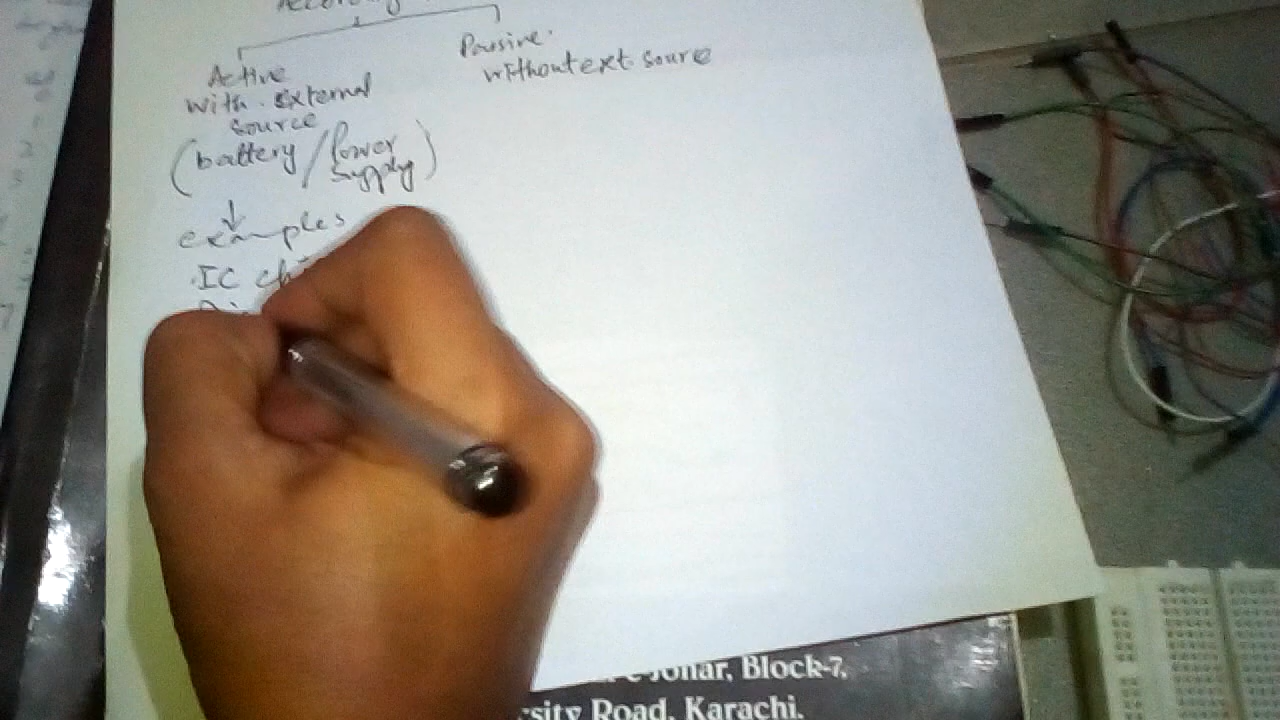 Active
with external
source
(battery / Power
supply)
examples
IC
Passive
without ext. source
Johar, Block-7,
Road, Karachi.